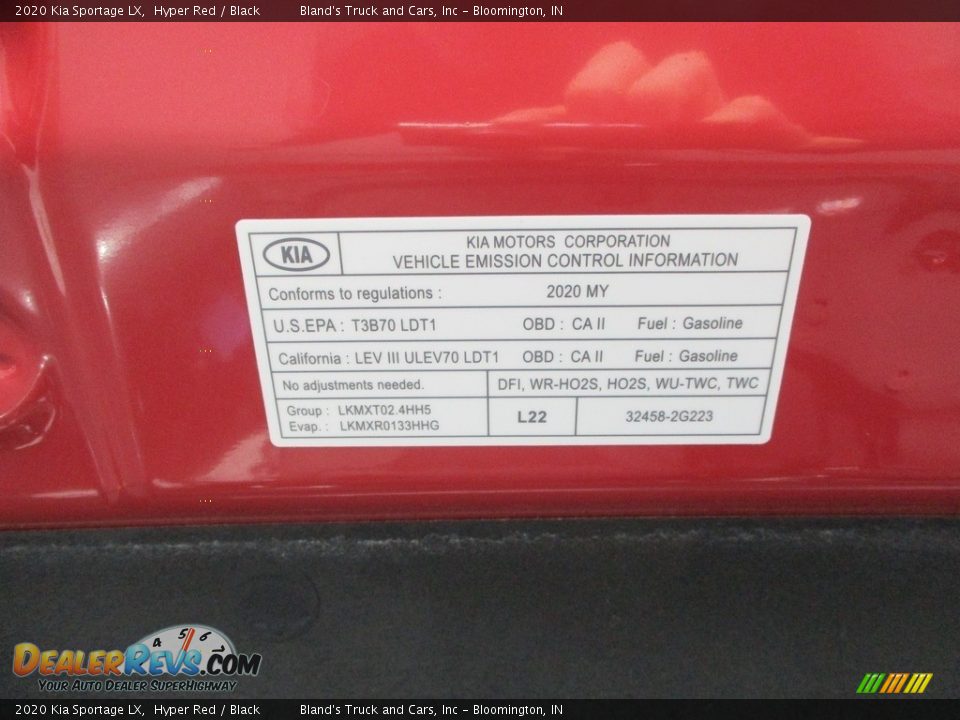 2020 Kia Sportage LX,  Hyper Red / Black          Bland's Truck and Cars, Inc - Bloomington, IN
KIA
KIA MOTORS CORPORATION
VEHICLE EMISSION CONTROL INFORMATION
Conforms to regulations : 2020 MY
U.S.EPA : T3B70 LDT1 OBD : CA II Fuel : Gasoline
California : LEV III ULEV70 LDT1 OBD : CA II Fuel : Gasoline
No adjustments needed. DFI, WR-HO2S, HO2S, WU-TWC, TWC
Group : LKMXT02.4HH5
Evap. : LKMXR0133HHG
L22 32458-2G223
4 5 6
DEALERREVS.COM
YOUR AUTO DEALER SUPERHIGHWAY
2020 Kia Sportage LX,  Hyper Red / Black          Bland's Truck and Cars, Inc - Bloomington, IN